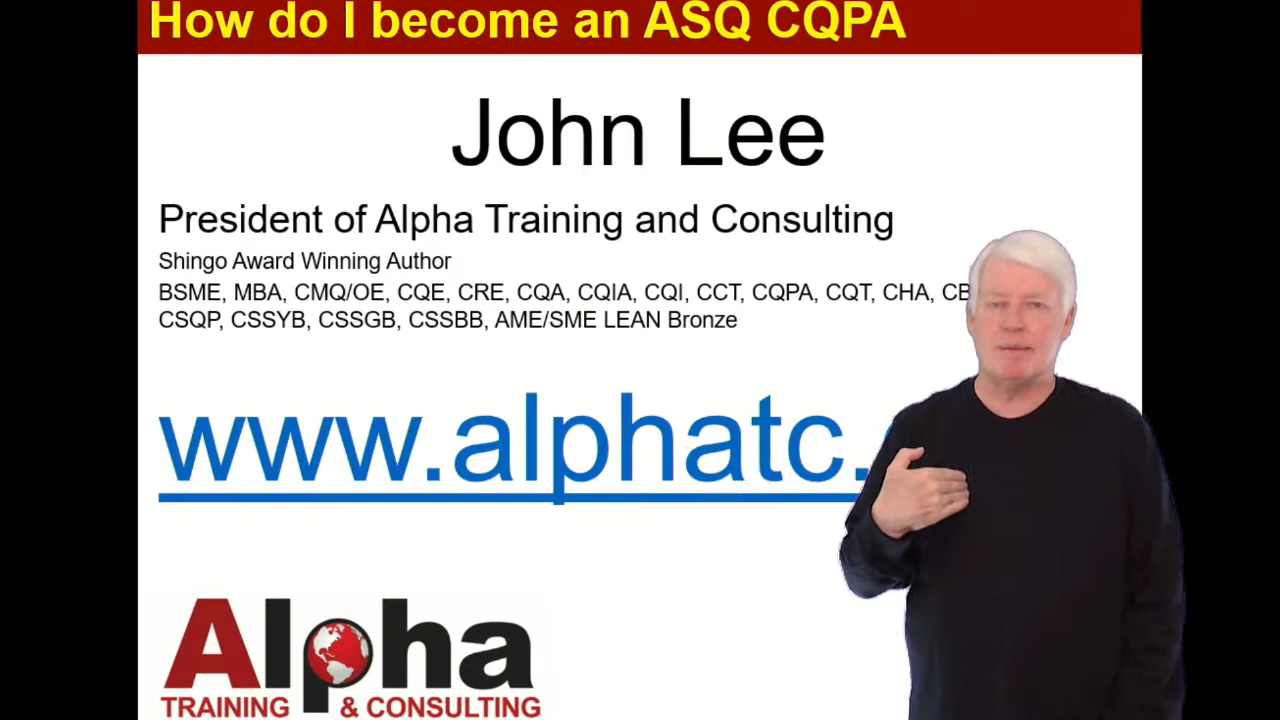 How do I become an ASQ CQPA
John Lee
President of Alpha Training and Consulting
Shingo Award Winning Author
BSME, MBA, CMQ/OE, CQE, CRE, CQA, CQIA, CQI, CCT, CQPA, CQT, CHA,
CSQP, CSSYB, CSSGB, CSSBB, AME/SME LEAN Bronze
www.alphatc.
Alpha
TRAINING & CONSULTING